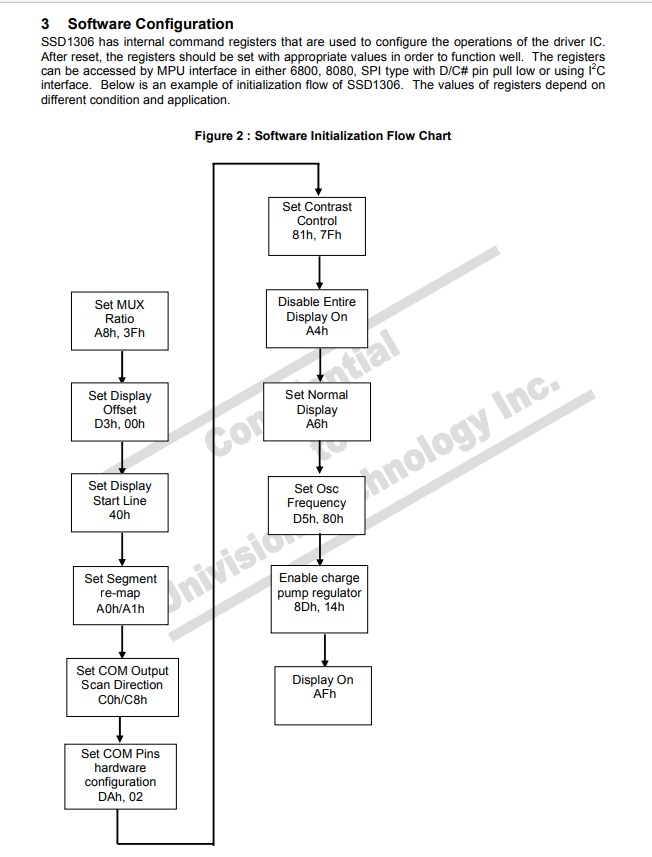 3 Software Configuration
SSD1306 has internal command registers that are used to configure the operations of the driver IC.
After reset, the registers should be set with appropriate values in order to function well. The registers
can be accessed by MPU interface in either 6800, 8080, SPI type with D/C# pin pull low or using I²C
interface. Below is an example of initialization flow of SSD1306. The values of registers depend on
different condition and application.
Figure 2 : Software Initialization Flow Chart
Set MUX
Ratio
A8h, 3Fh
Set Display
Offset
D3h, 00h
Set Display
Start Line
40h
Set Segment
re-map
A0h/A1h
Set COM Output
Scan Direction
C0h/C8h
Set COM Pins
hardware
configuration
DAh, 02
Set Contrast
Control
81h, 7Fh
Disable Entire
Display On
A4h
Set Normal
Display
A6h
Set Osc
Frequency
D5h, 80h
Enable charge
pump regulator
8Dh, 14h
Display On
AFh
to
Inc.